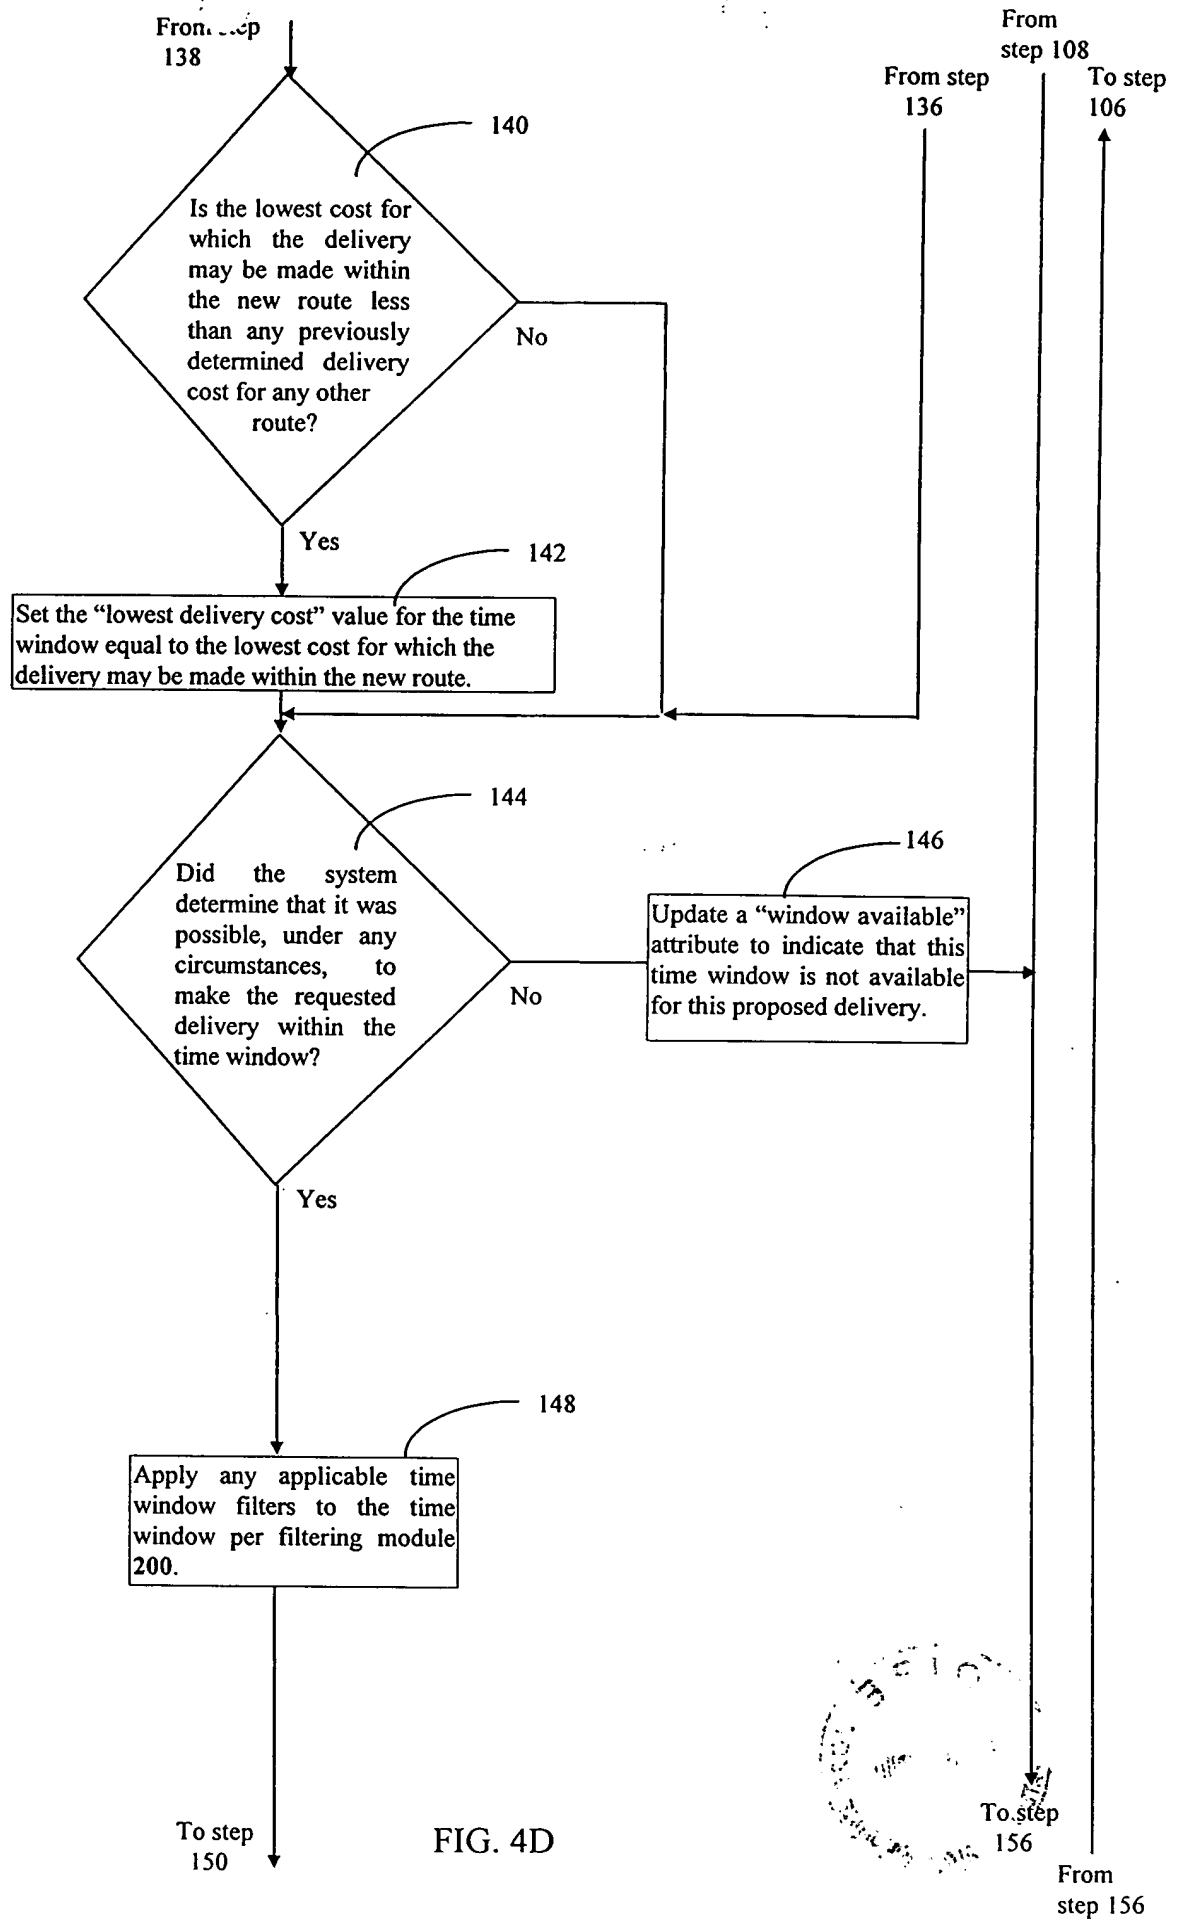 From step
138
From
step 108
From step
136
To step
106
140
Is the lowest cost for
which the delivery
may be made within
the new route less
than any previously
determined delivery
cost for any other
route?
No
Yes
142
Set the “lowest delivery cost” value for the time
window equal to the lowest cost for which the
delivery may be made within the new route.
144
Did the system
determine that it was
possible, under any
circumstances, to
make the requested
delivery within the
time window?
No
146
Update a “window available”
attribute to indicate that this
time window is not available
for this proposed delivery.
Yes
148
Apply any applicable time
window filters to the time
window per filtering module
200.
To step
150
FIG. 4D
To step
156
From
step 156